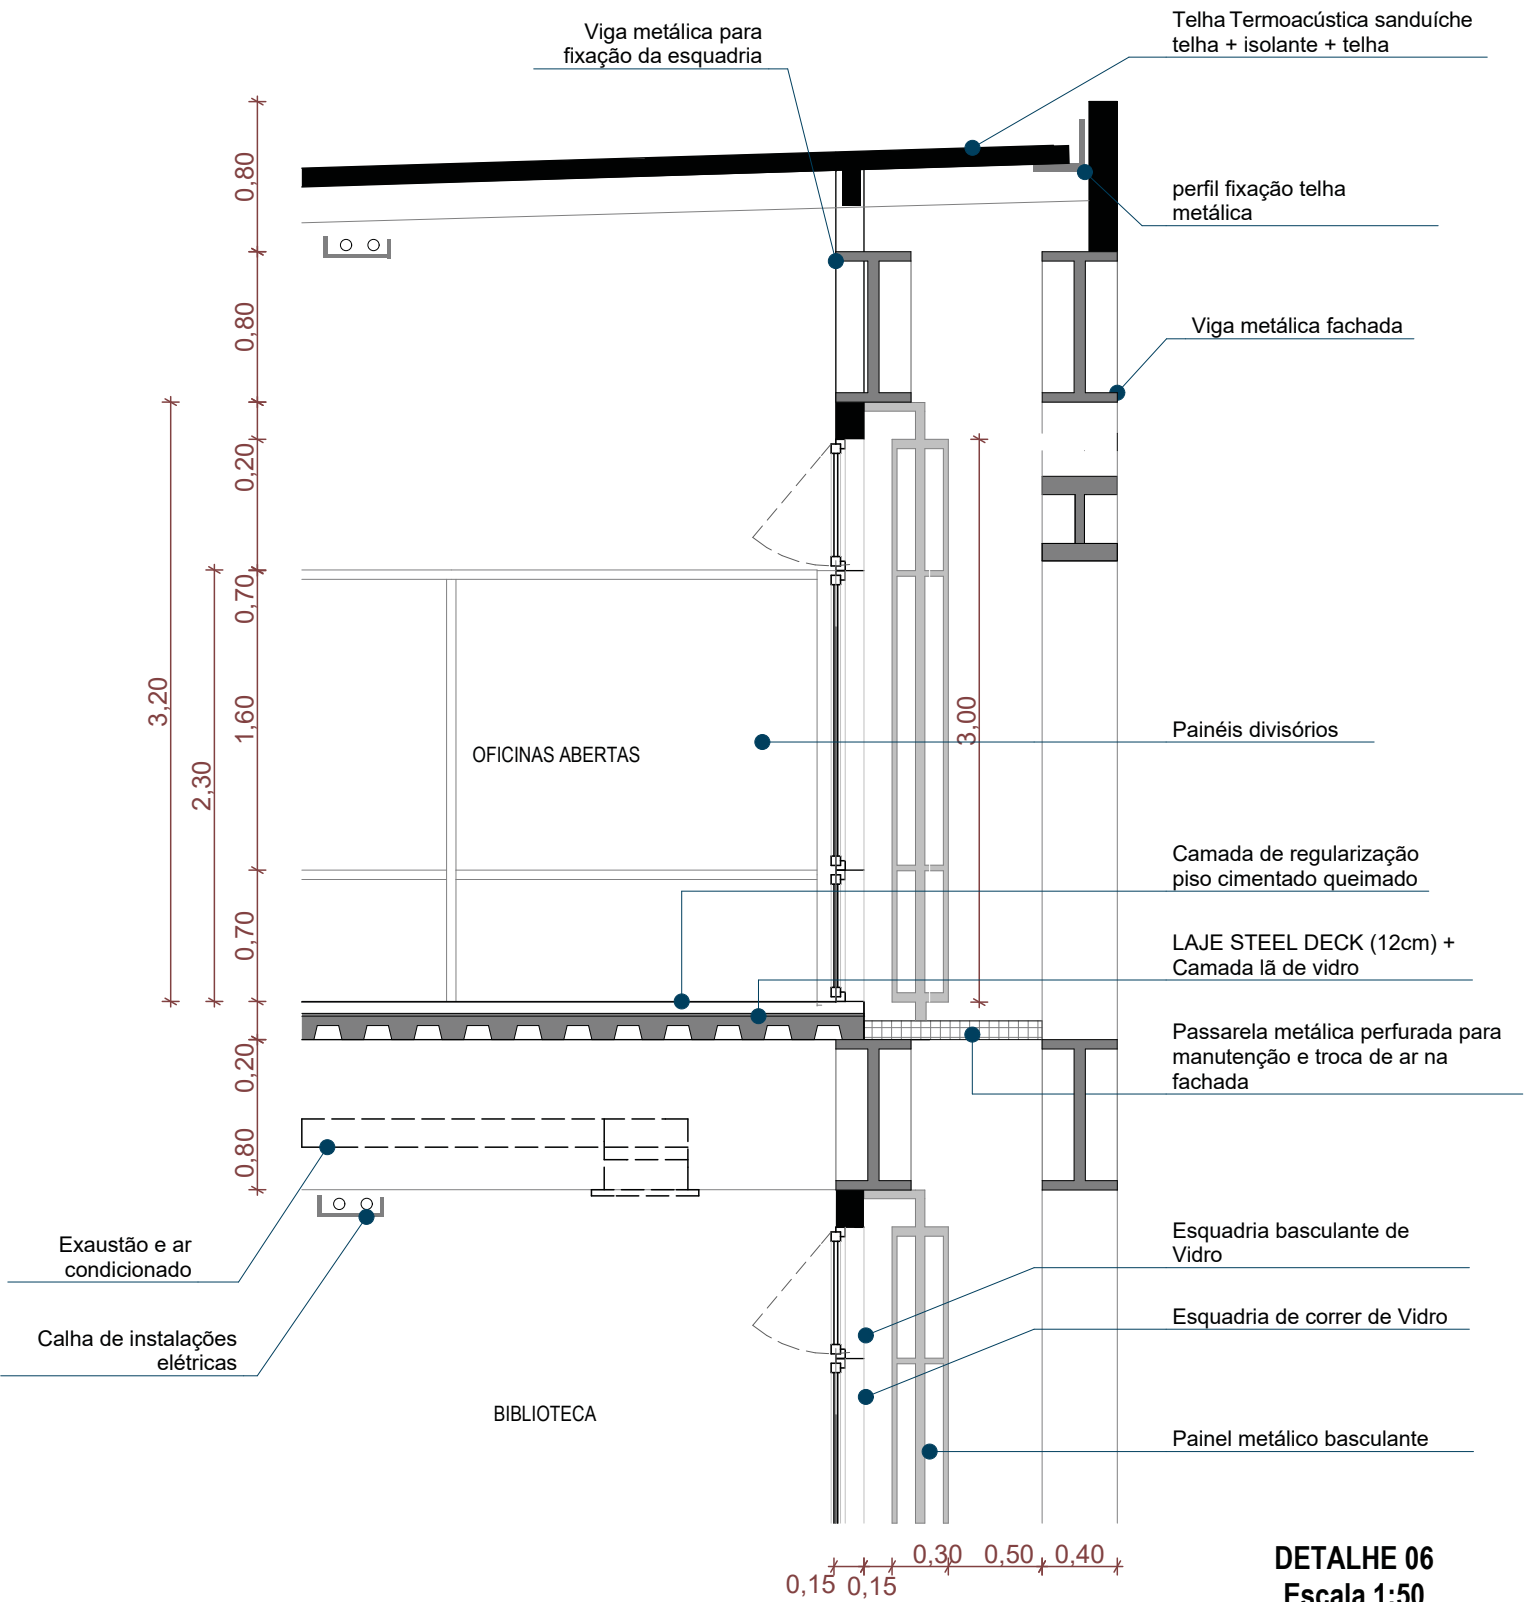 Viga metálica para
fixação da esquadria
Telha Termoacústica sanduíche
telha + isolante + telha
perfil fixação telha
metálica
Viga metálica fachada
0,80
0,80
0,20
0,70
1,60
0,70
0,20
0,80
3,20
2,30
3,00
OFICINAS ABERTAS
Painéis divisórios
Camada de regularização
piso cimentado queimado
LAJE STEEL DECK (12cm) +
Camada lã de vidro
Passarela metálica perfurada para
manutenção e troca de ar na
fachada
Exaustão e ar
condicionado
Calha de instalações
elétricas
BIBLIOTECA
Esquadria basculante de
Vidro
Esquadria de correr de Vidro
Painel metálico basculante
0,15
0,15
0,30
0,50
0,40
DETALHE 06
Escala 1:50